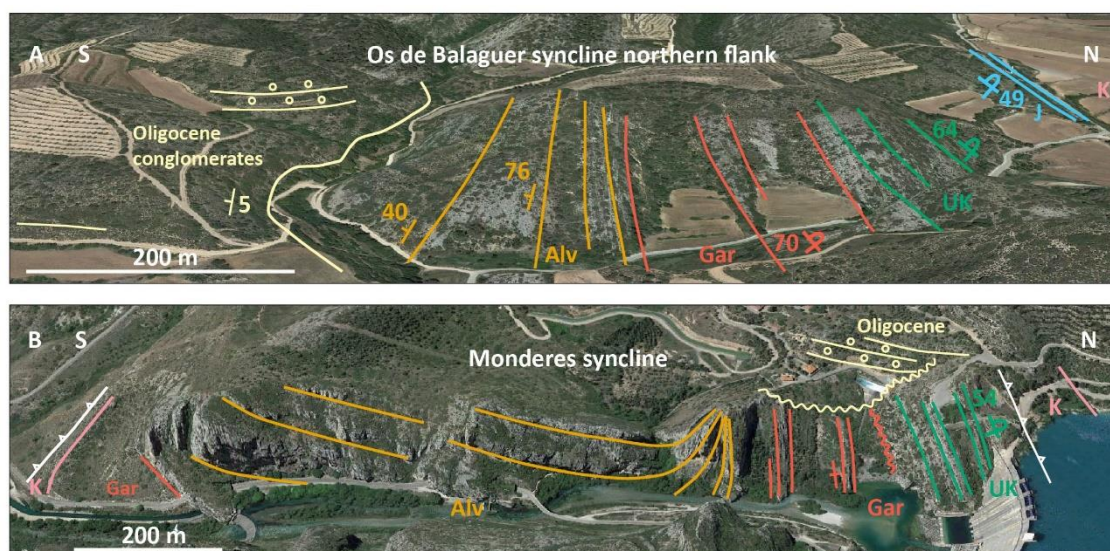 A S
Os de Balaguer syncline northern flank
N
K
49
J
Oligocene
conglomerates
64
76
5
UK
40
70
Alv
Gar
200 m
B S
Monderes syncline
Oligocene
N
K
54
K
Gar
Alv
Gar
UK
200 m